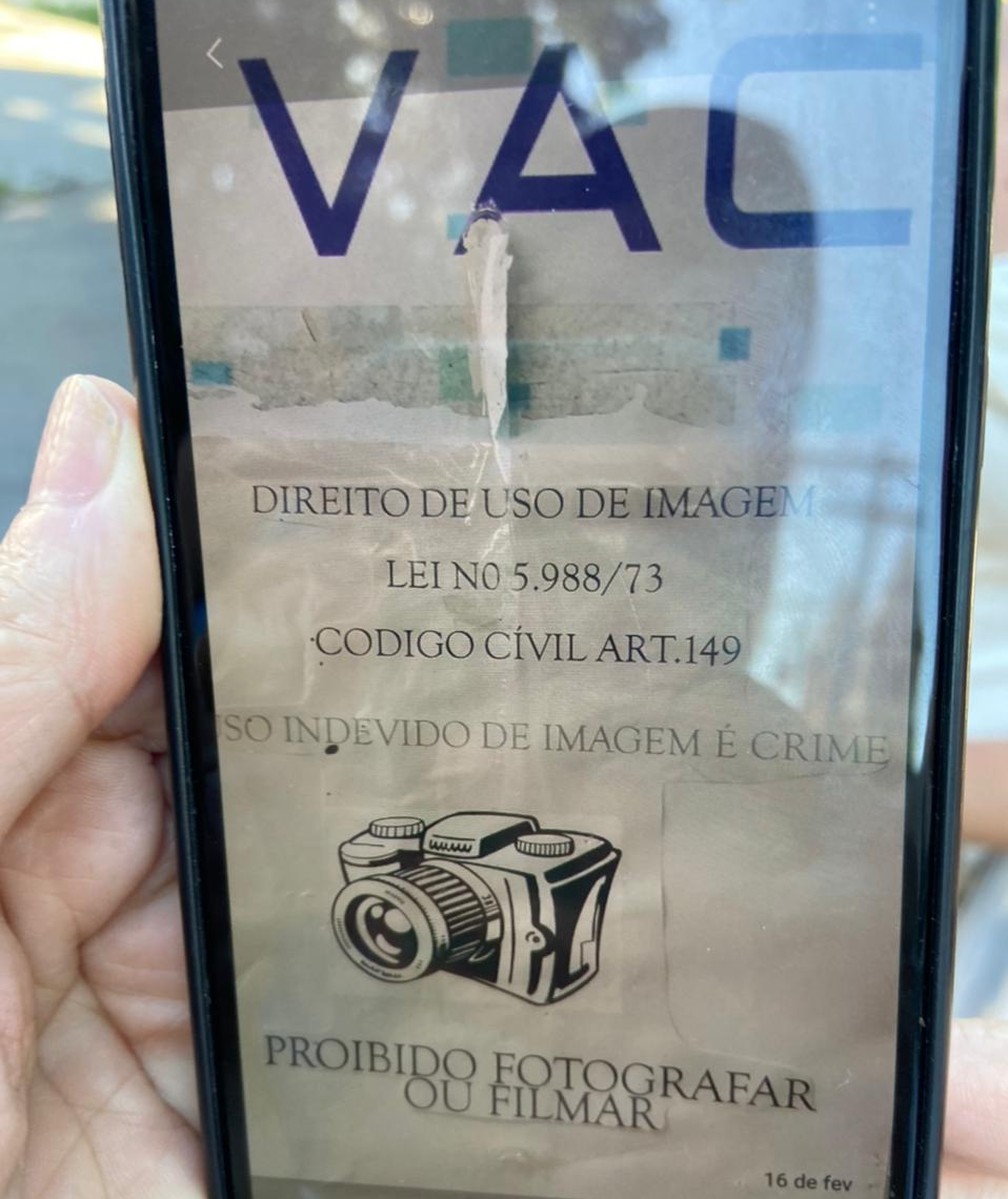 VAC
DIREITO DE USO DE IMAGEM
LEI N0 5.988/73
CODIGO CÍVIL ART.149
USO INDEVIDO DE IMAGEM É CRIME
PROIBIDO FOTOGRAFAR
OU FILMAR
16 de fev